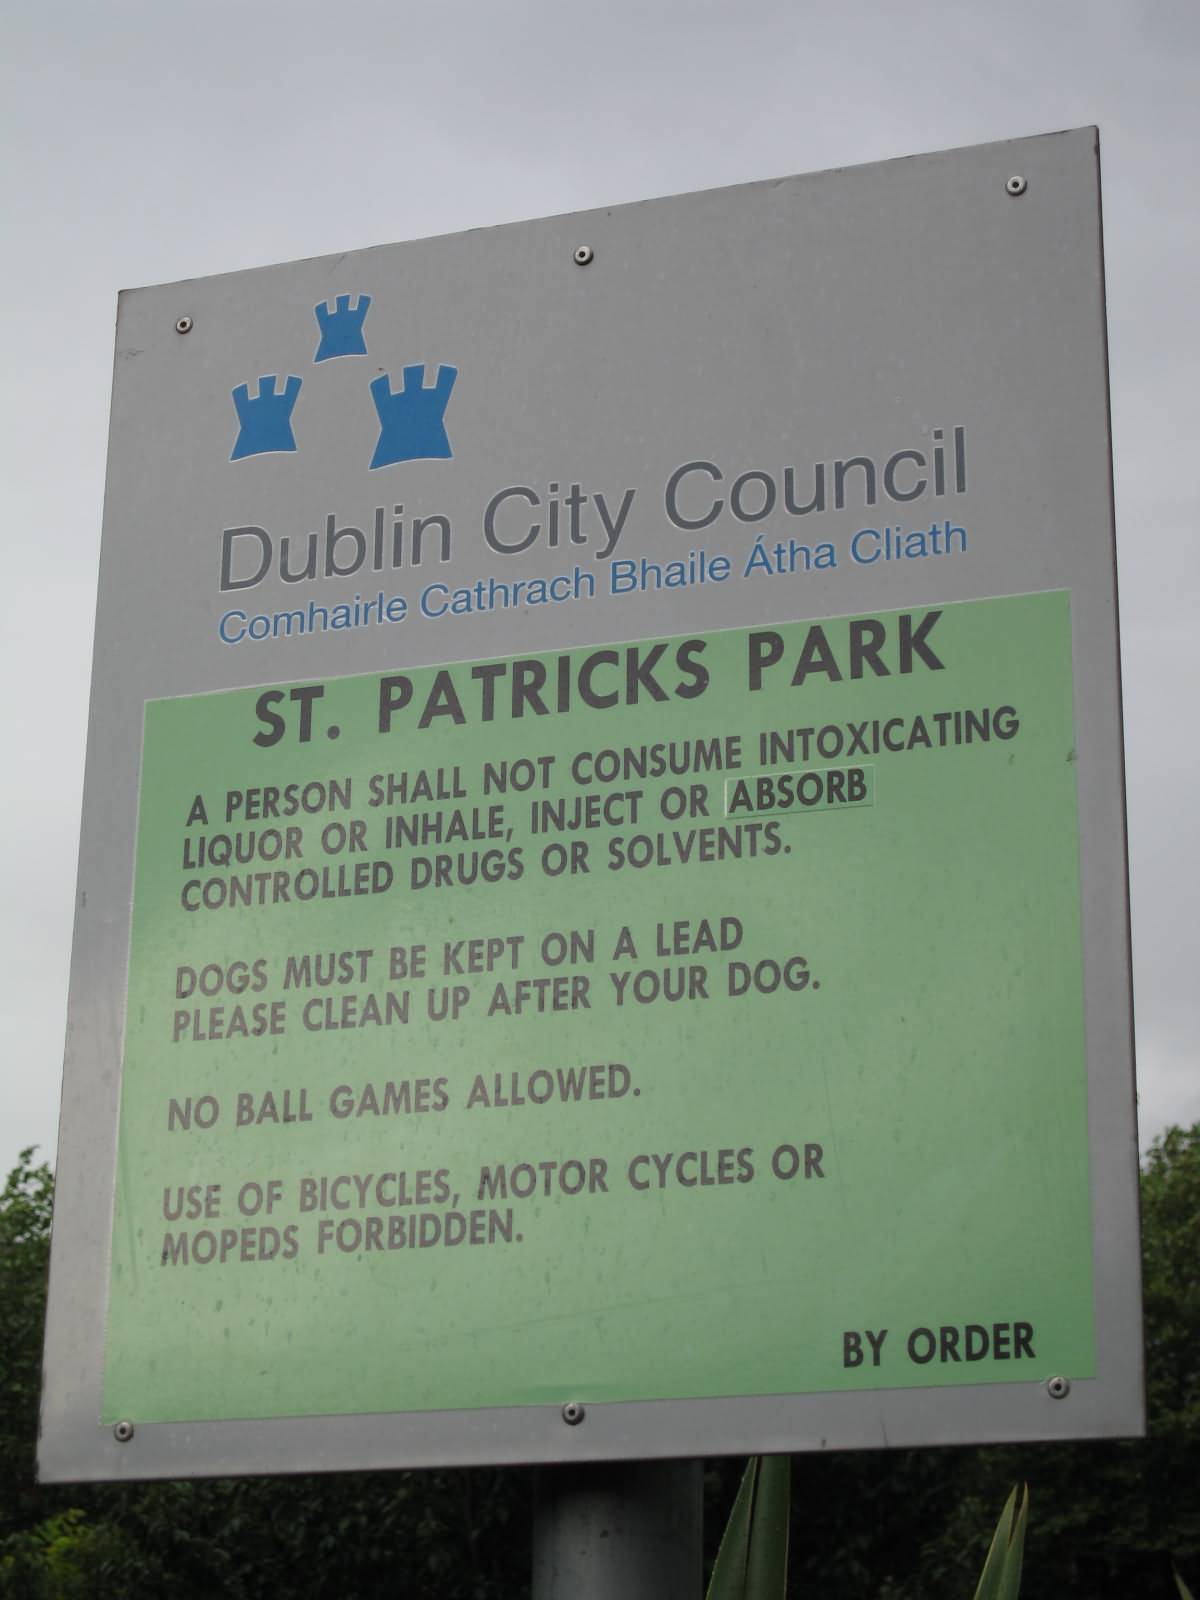 Dublin City Council
Comhairle Cathrach Bhaile Átha Cliath
ST. PATRICKS PARK
A PERSON SHALL NOT CONSUME INTOXICATING
LIQUOR OR INHALE, INJECT OR ABSORB
CONTROLLED DRUGS OR SOLVENTS.
DOGS MUST BE KEPT ON A LEAD
PLEASE CLEAN UP AFTER YOUR DOG.
NO BALL GAMES ALLOWED.
USE OF BICYCLES, MOTOR CYCLES OR
MOPEDS FORBIDDEN.
BY ORDER